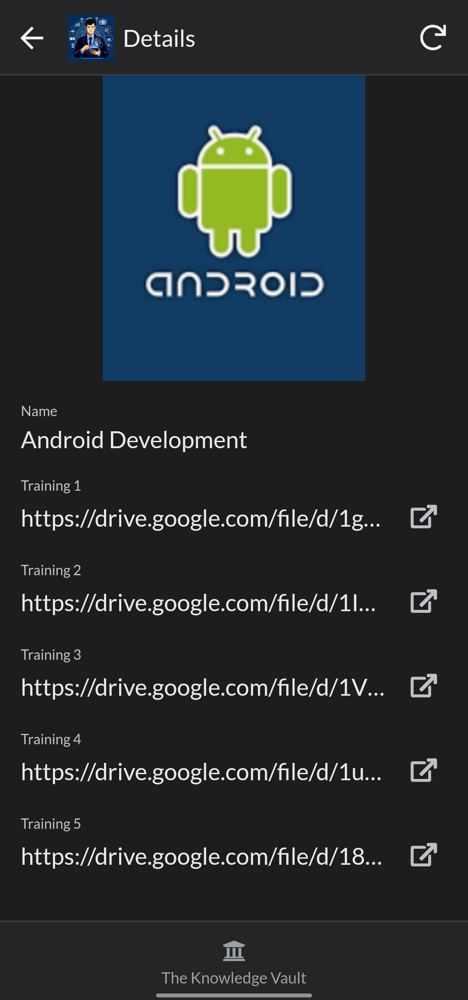 Details
ANDROID
Name
Android Development
Training 1
https://drive.google.com/file/d/1g...
Training 2
https://drive.google.com/file/d/1I...
Training 3
https://drive.google.com/file/d/1V...
Training 4
https://drive.google.com/file/d/1u...
Training 5
https://drive.google.com/file/d/18...
The Knowledge Vault